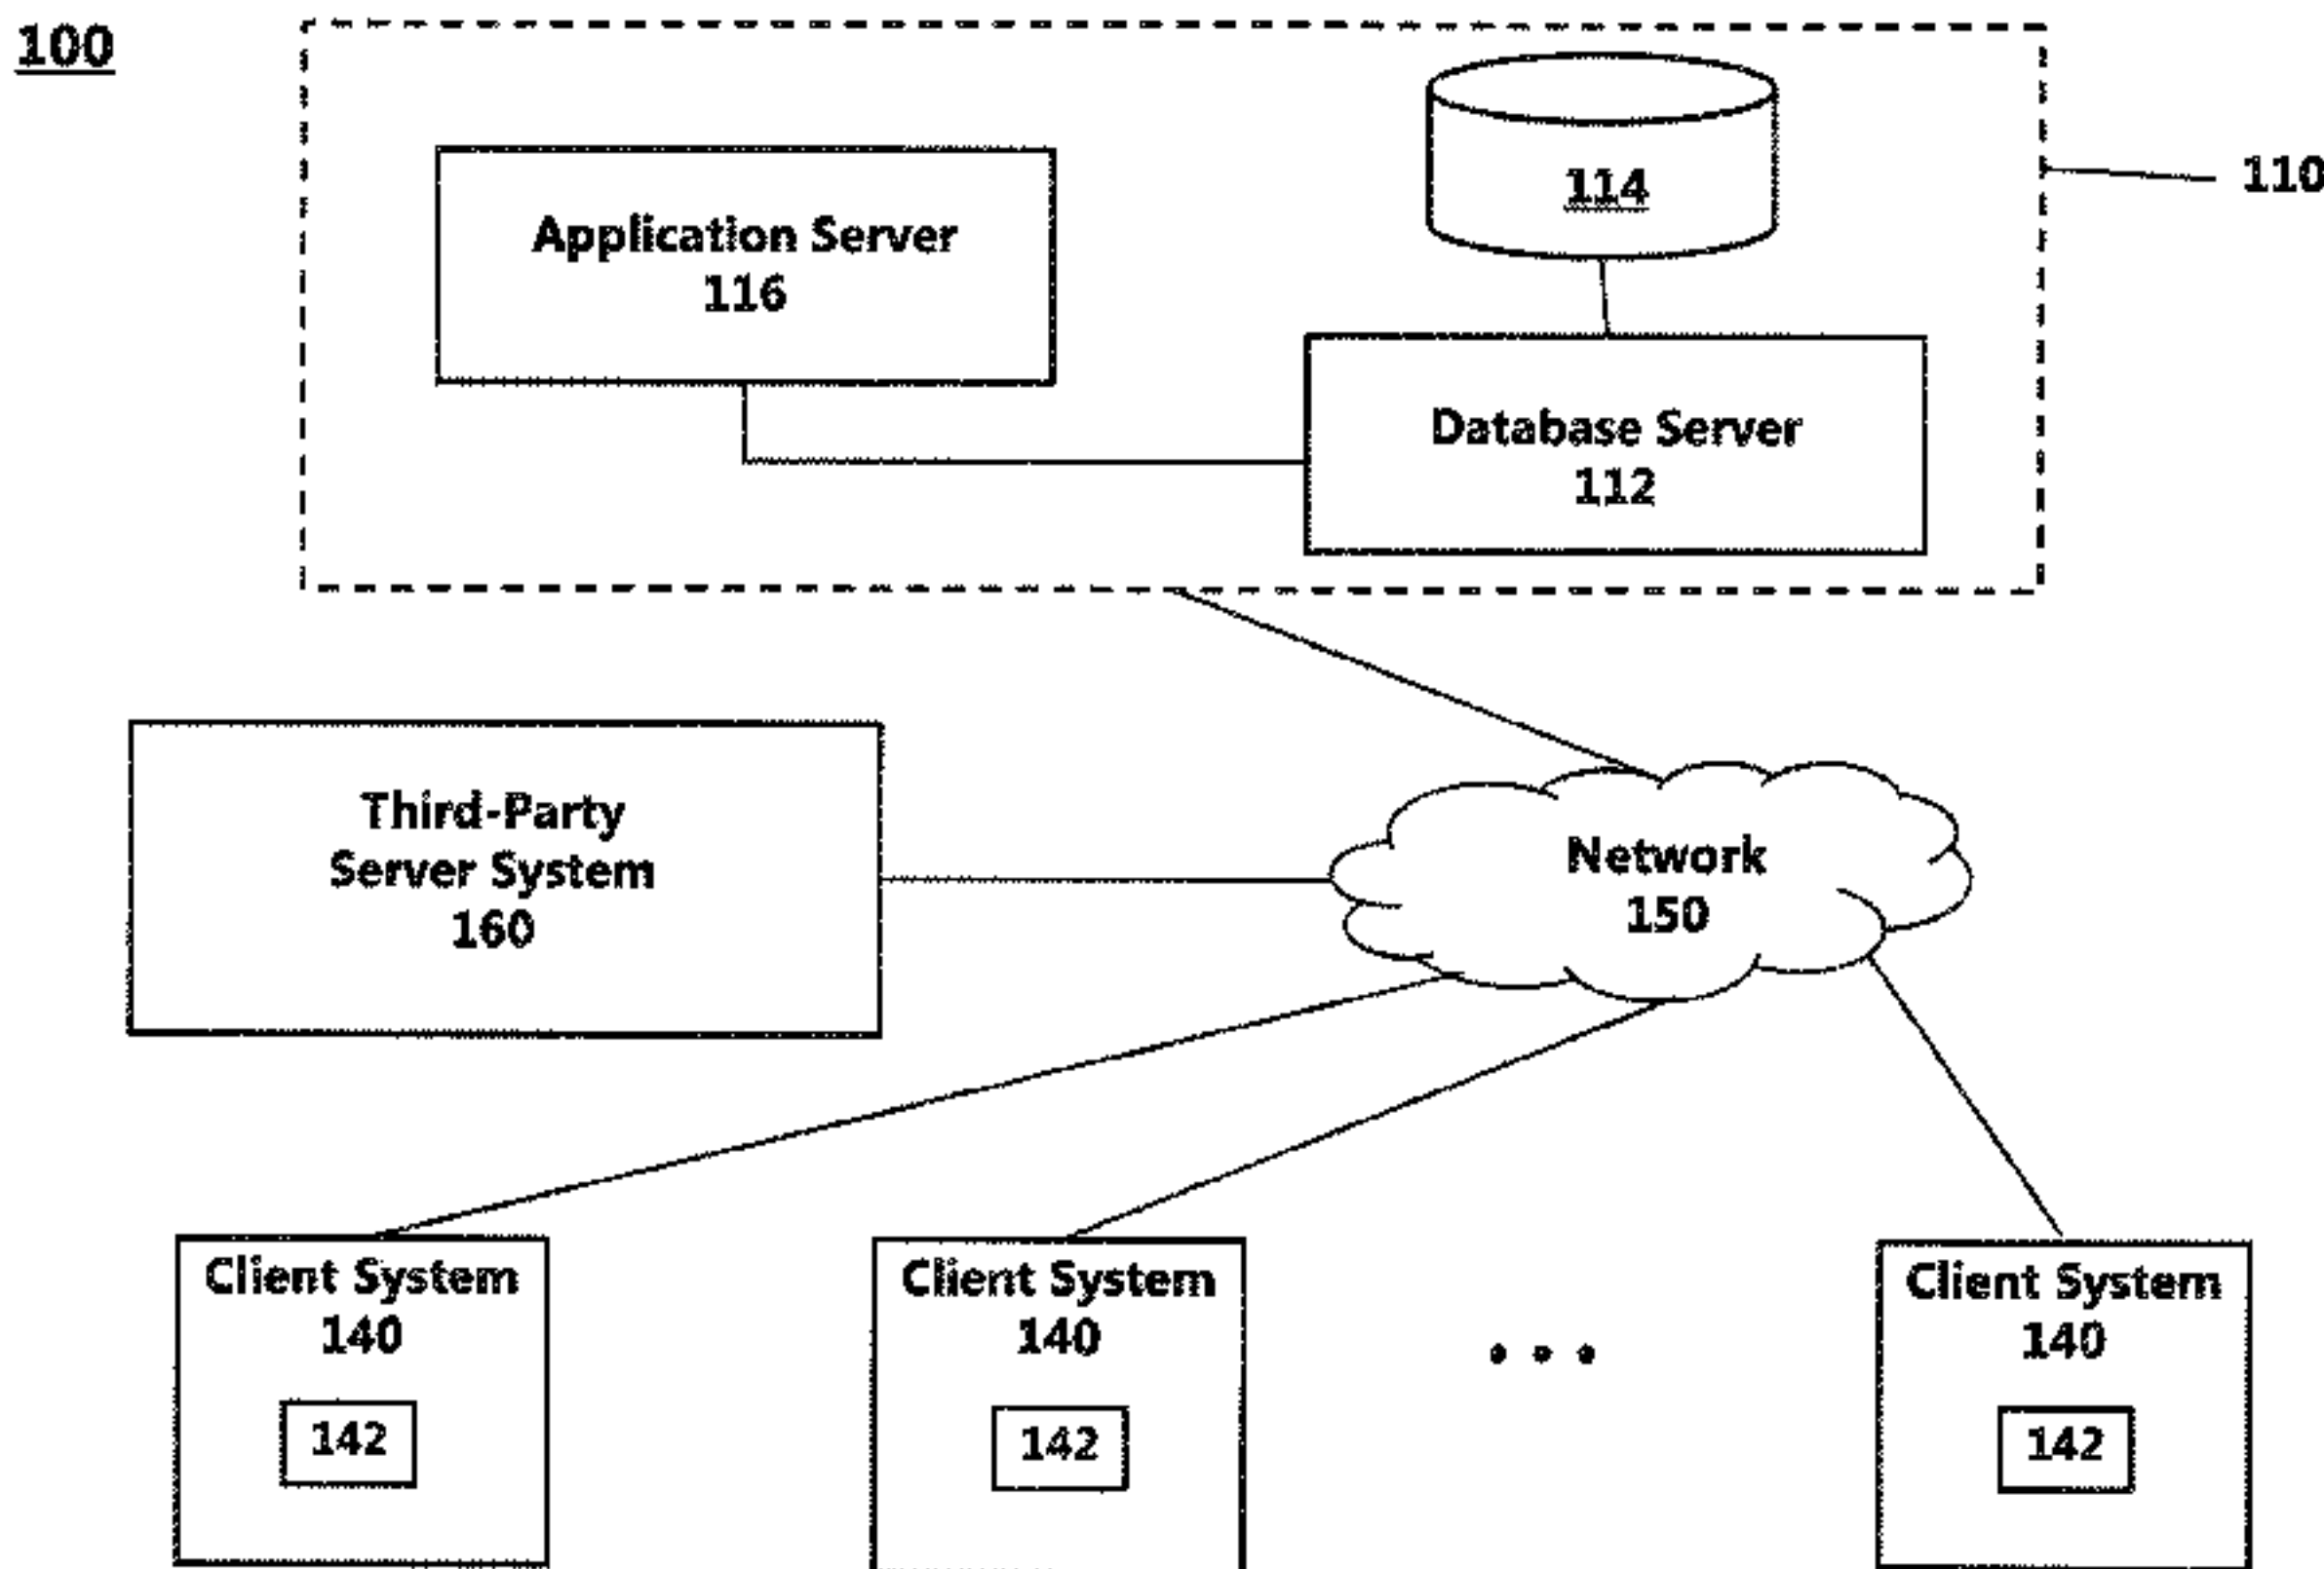 100
114
110
Application Server
116
Database Server
112
Third-Party
Server System
160
Network
150
Client System
140
142
Client System
140
142
Client System
140
142